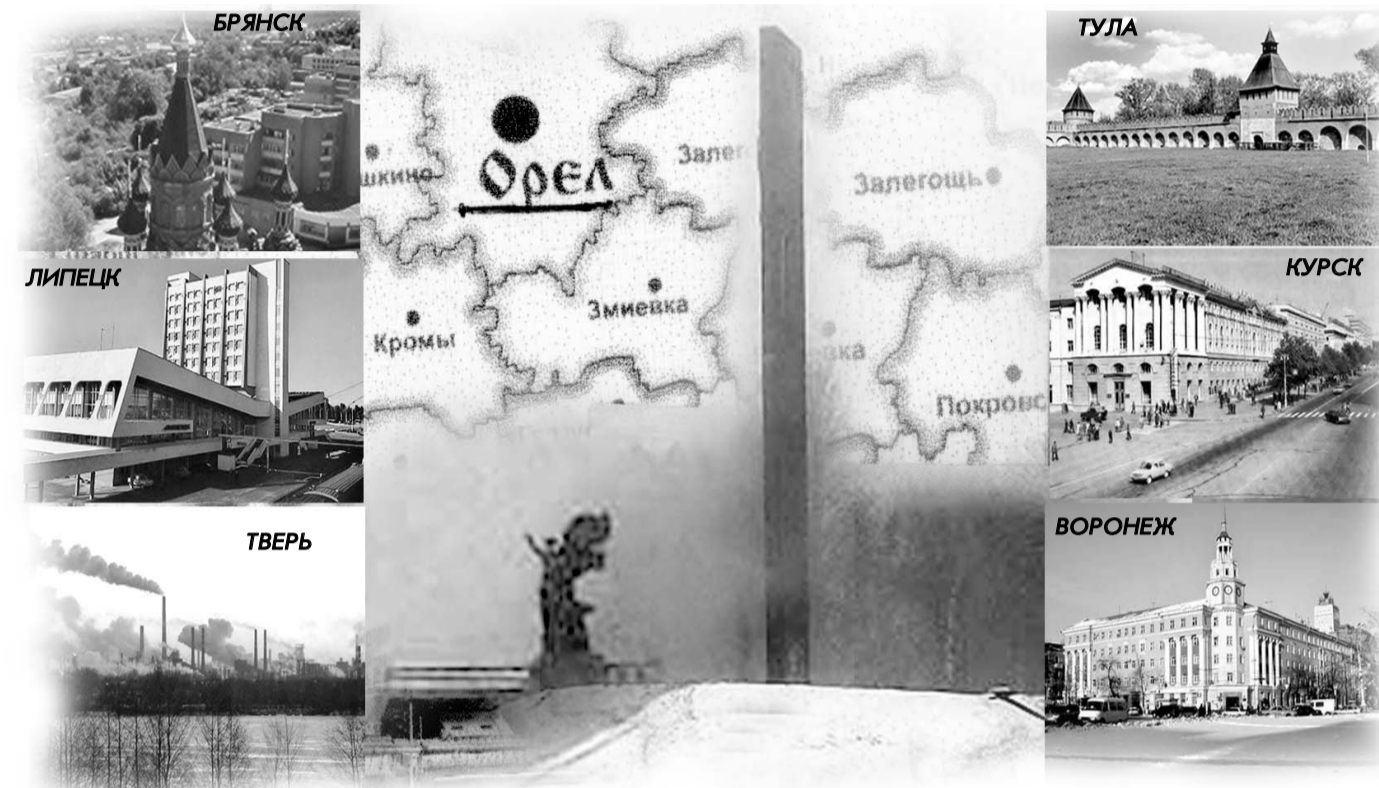 БРЯНСК
ТУЛА
Орел
Залегощь
ЛИПЕЦК
КУРСК
Змиевка
Кромы
ТВЕРЬ
ВОРОНЕЖ